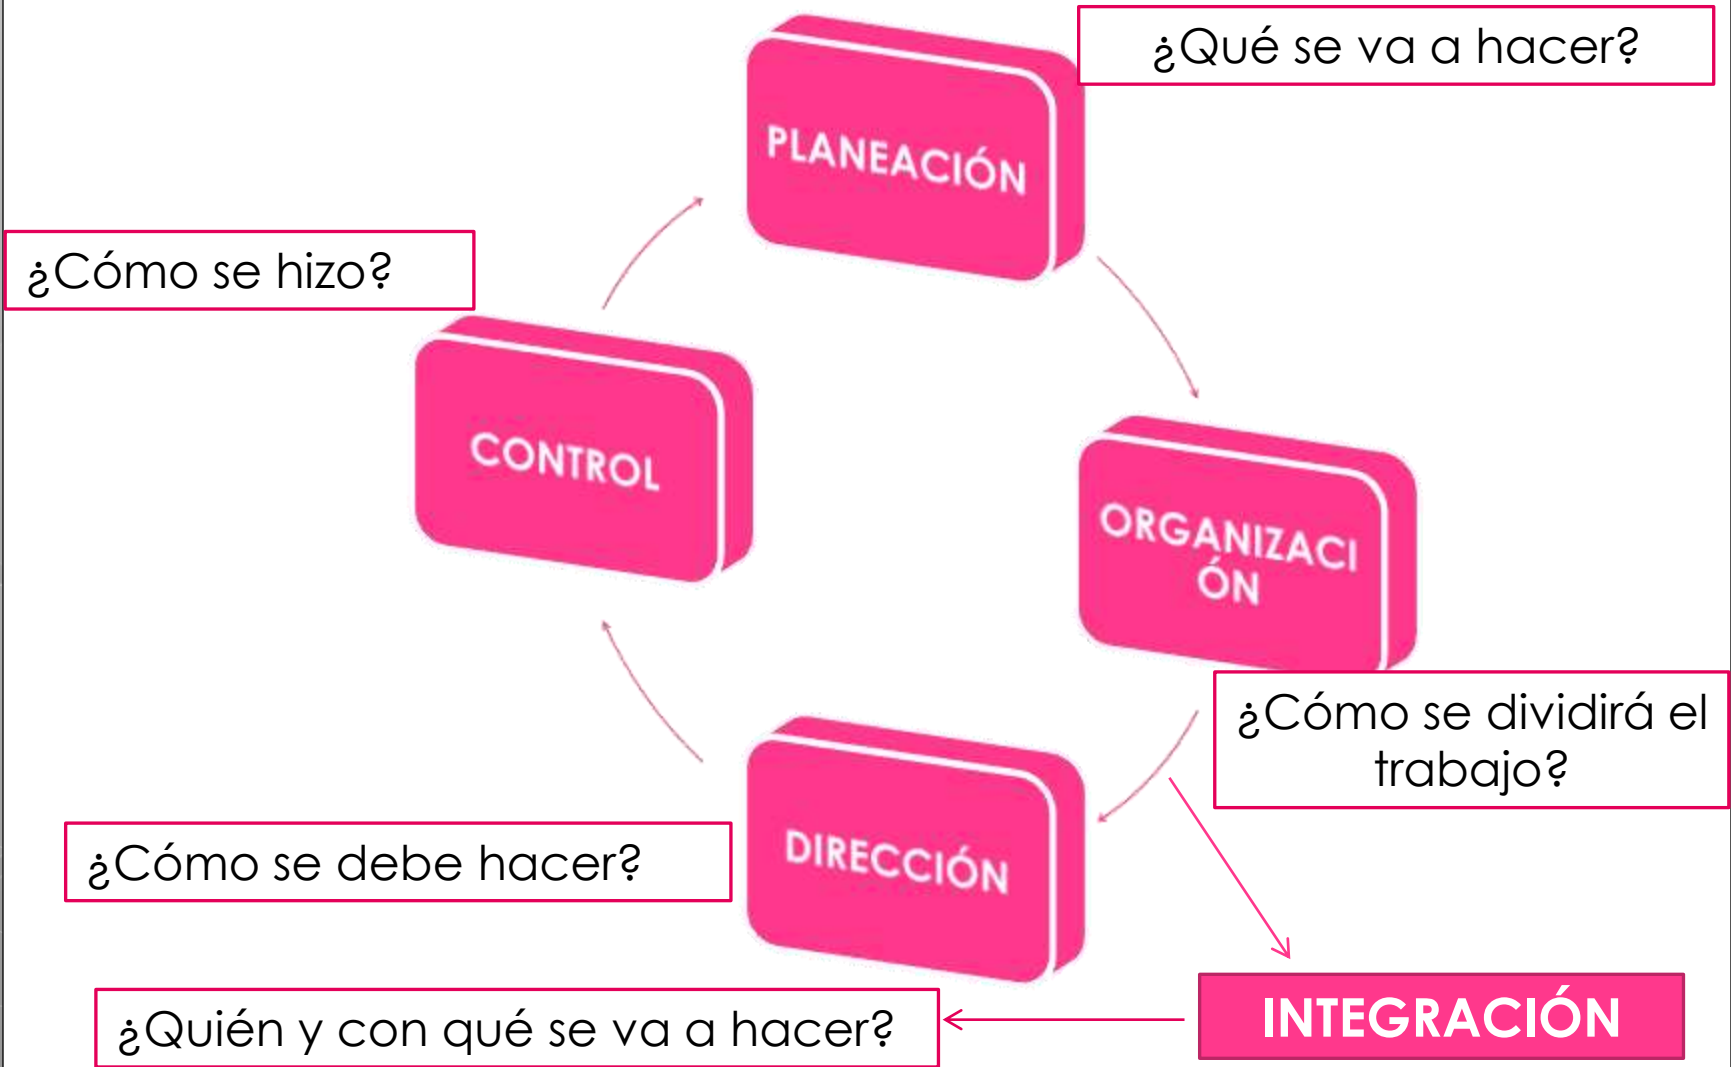 ¿Qué se va a hacer?
PLANEACIÓN
¿Cómo se hizo?
CONTROL
ORGANIZACI
ÓN
¿Cómo se dividirá el
trabajo?
¿Cómo se debe hacer?
DIRECCIÓN
INTEGRACIÓN
¿Quién y con qué se va a hacer?